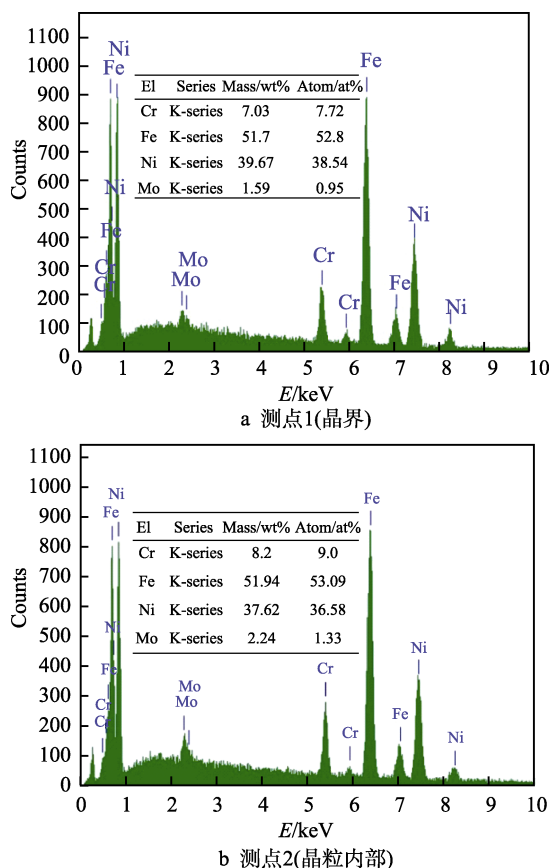 1100
1000
900
800
700
600
500
400
300
200
100
0
Counts
Ni
Fe
Ni
Fe
Cr
Cr
Mo
Mo
Cr
Cr
Fe
Fe
Ni
Ni
El Series Mass/wt% Atom/at%
Cr K-series 7.03 7.72
Fe K-series 51.7 52.8
Ni K-series 39.67 38.54
Mo K-series 1.59 0.95
0 1 2 3 4 5 6 7 8 9 10
E/keV
a 测点1(晶界)
1100
1000
900
800
700
600
500
400
300
200
100
0
Counts
Ni
Fe
Ni
Fe
Cr
Cr
Mo
Mo
Cr
Cr
Fe
Fe
Ni
Ni
El Series Mass/wt% Atom/at%
Cr K-series 8.2 9.0
Fe K-series 51.94 53.09
Ni K-series 37.62 36.58
Mo K-series 2.24 1.33
0 1 2 3 4 5 6 7 8 9 10
E/keV
b 测点2(晶粒内部)